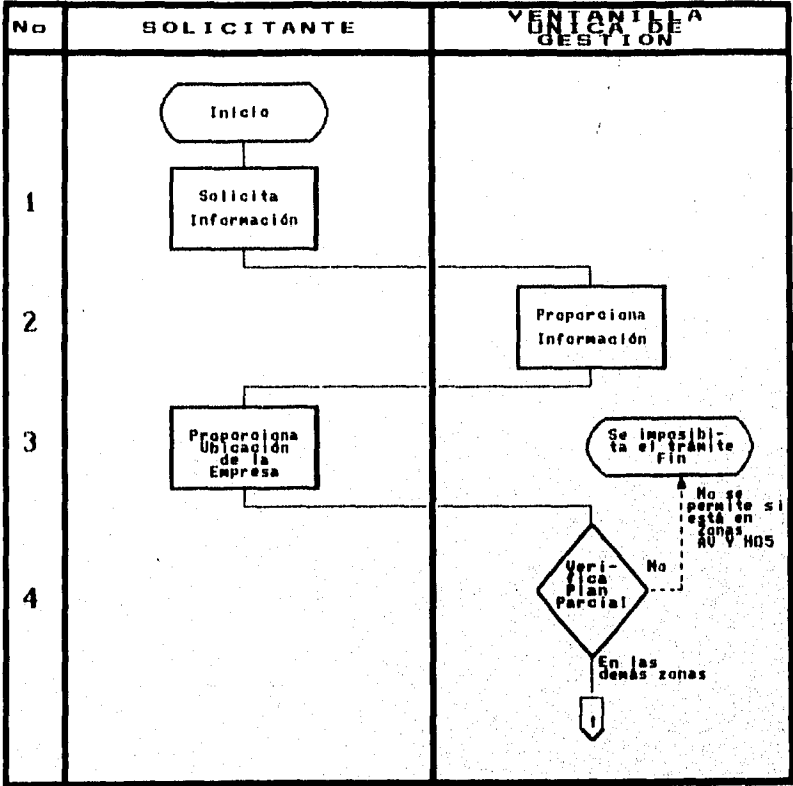 No
SOLICITANTE
VENTANILLA
UNICA DE
GESTION
Inicio
1
Solicita
Información
2
Proporciona
Información
3
Proporciona
Ubicación
de la
Empresa
Se imposibi-
ta el trámite
Fin
No se
permite si
está en
zonas
AV Y H05
4
Veri-
fica
Plan
Parcial
No
En las
demás zonas
1